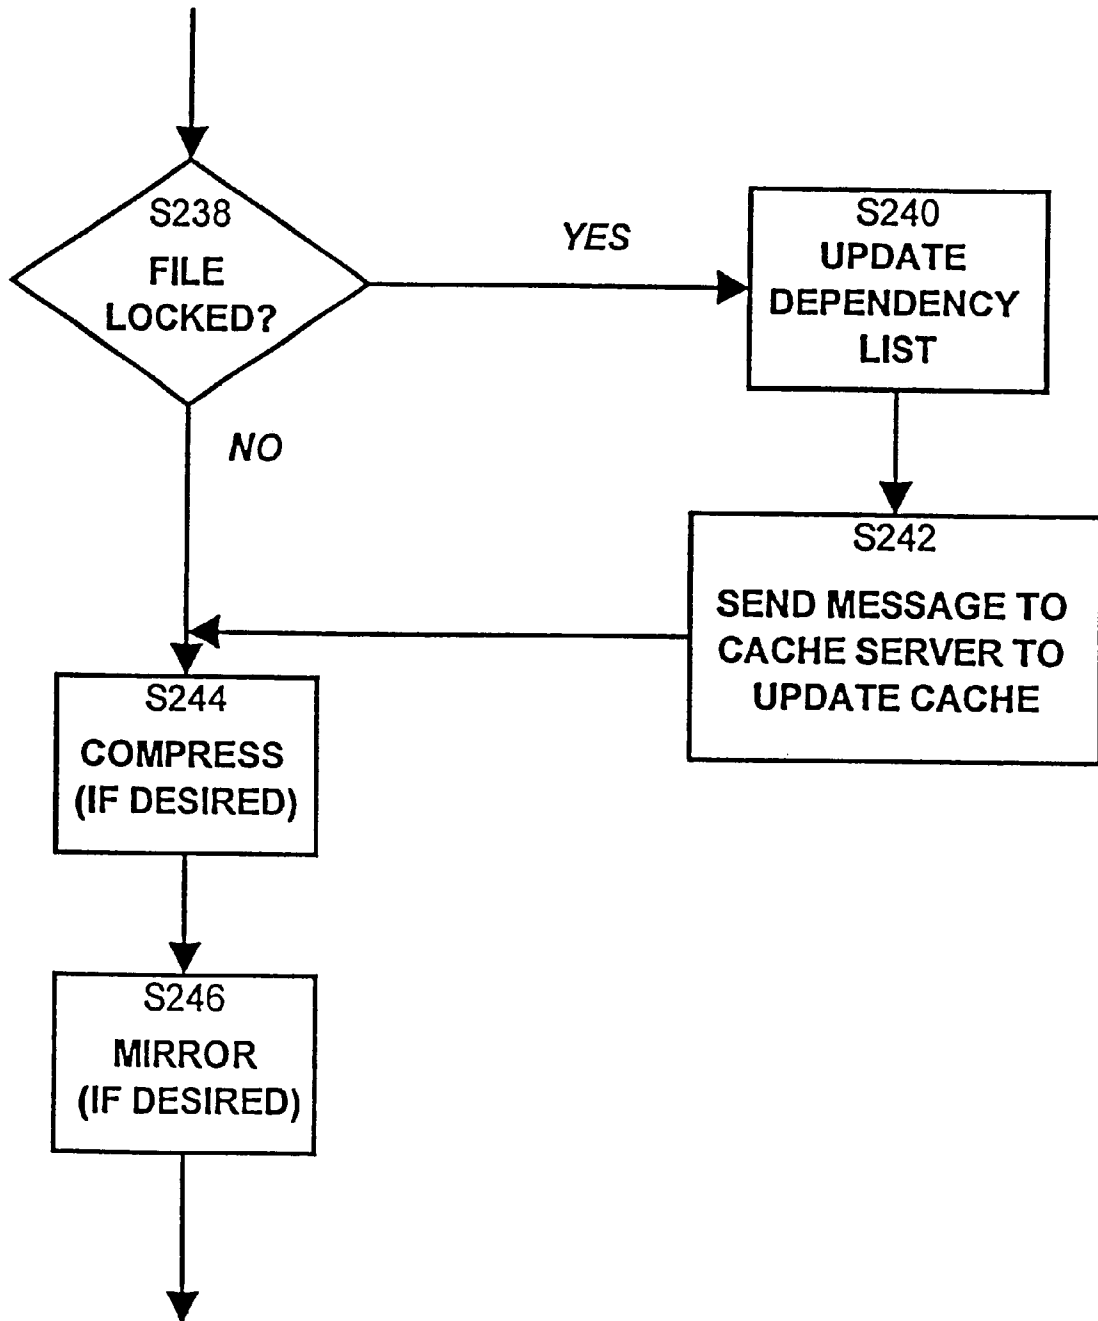 S238
FILE
LOCKED?
YES
S240
UPDATE
DEPENDENCY
LIST
NO
S242
SEND MESSAGE TO
CACHE SERVER TO
UPDATE CACHE
S244
COMPRESS
(IF DESIRED)
S246
MIRROR
(IF DESIRED)